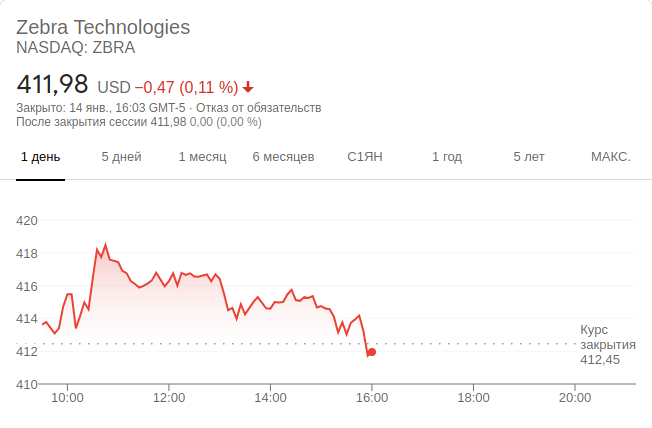 Zebra Technologies
NASDAQ: ZBRA
411,98 USD −0,47 (0,11 %)
Закрыто: 14 янв., 16:03 GMT-5 · Отказ от обязательств
После закрытия сессии 411,98 0,00 (0,00 %)
1 день 5 дней 1 месяц 6 месяцев С1ЯН 1 год 5 лет МАКС.
420
418
416
414
412
410
Курс
закрытия
412,45
10:00 12:00 14:00 16:00 18:00 20:00